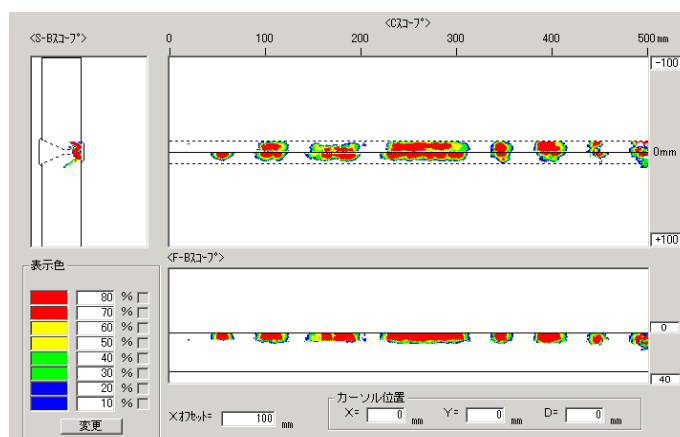 <Cｽｺｰﾌﾟ>
<S-Bｽｺｰﾌﾟ>
0 100 200 300 400 500 mm
-100
0mm
+100
<F-Bｽｺｰﾌﾟ>
表示色
80 %
70 %
60 %
50 %
40 %
30 %
20 %
10 %
変更
0
40
Xｵﾌｾｯﾄ= 100 mm
カーソル位置
X= 0 mm Y= 0 mm D= 0 mm